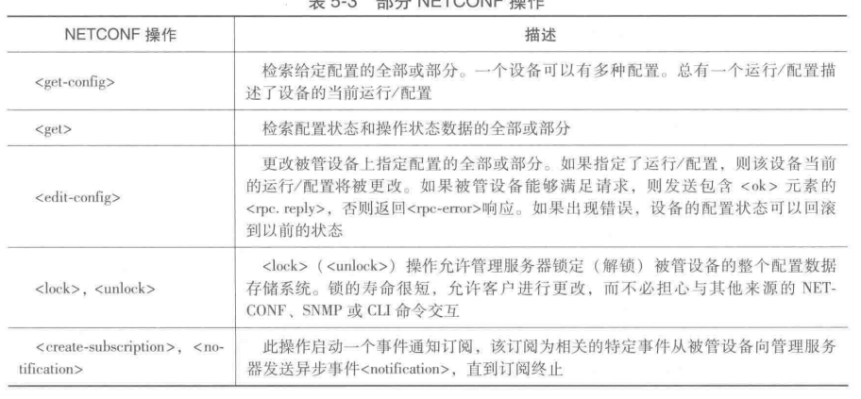 表 5-3 部分 NETCONF 操作
NETCONF 操作
描述
<get-config>
检索给定配置的全部或部分。一个设备可以有多种配置。总有一个运行/配置描
述了设备的当前运行/配置
<get>
检索配置状态和操作状态数据的全部或部分
<edit-config>
更改被管设备上指定配置的全部或部分。如果指定了运行/配置，则该设备当前
的运行/配置将被更改。如果被管设备能够满足请求，则发送包含 <ok> 元素的
<rpc. reply>，否则返回<rpc-error>响应。如果出现错误，设备的配置状态可以回滚
到以前的状态
<lock>，<unlock>
<lock>（<unlock>）操作允许管理服务器锁定（解锁）被管设备的整个配置数据
存储系统。锁的寿命很短，允许客户进行更改，而不必担心与其他来源的 NET-
CONF、SNMP 或 CLI 命令交互
<create-subscription>，<no-
tification>
此操作启动一个事件通知订阅，该订阅为相关的特定事件从被管设备向管理服务
器发送异步事件<notification>，直到订阅终止